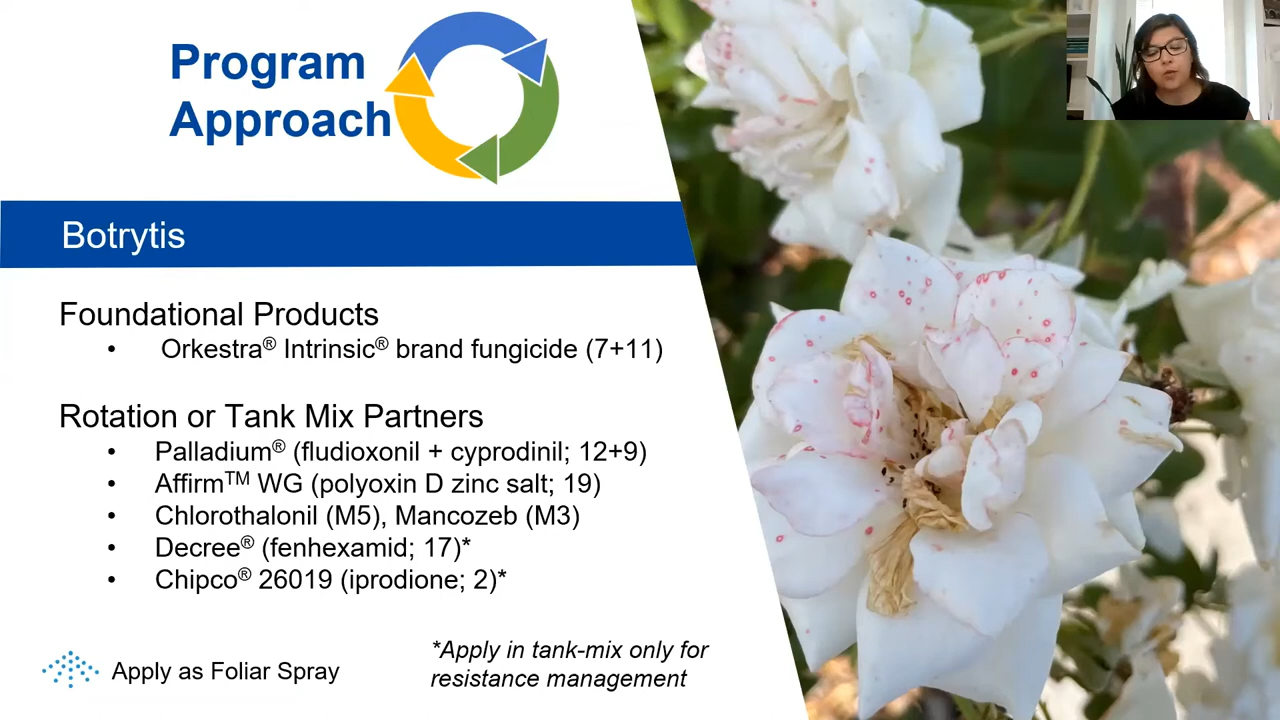 Program
Approach
Botrytis
Foundational Products
• Orkestra® Intrinsic® brand fungicide (7+11)
Rotation or Tank Mix Partners
• Palladium® (fludioxonil + cyprodinil; 12+9)
• Affirm™ WG (polyoxin D zinc salt; 19)
• Chlorothalonil (M5), Mancozeb (M3)
• Decree® (fenhexamid; 17)*
• Chipco® 26019 (iprodione; 2)*
Apply as Foliar Spray
*Apply in tank-mix only for
resistance management